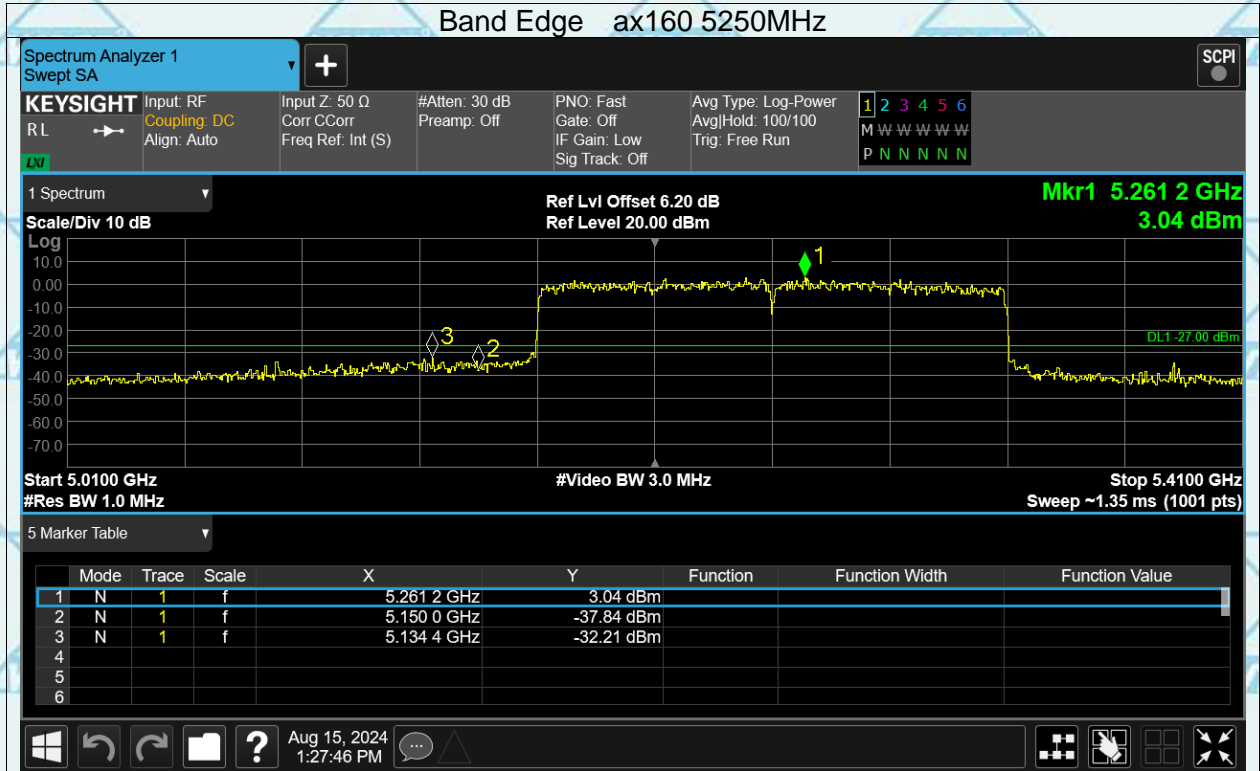 Band Edge ax160 5250MHz
Spectrum Analyzer 1
Swept SA
SCPI
KEYSIGHT
R L
LXI
Input: RF
Coupling: DC
Align: Auto
Input Z: 50 Ω
Corr CCorr
Freq Ref: Int (S)
#Atten: 30 dB
Preamp: Off
PNO: Fast
Gate: Off
IF Gain: Low
Sig Track: Off
Avg Type: Log-Power
Avg|Hold: 100/100
Trig: Free Run
1 2 3 4 5 6
M W W W W W
P N N N N N
1 Spectrum
Scale/Div 10 dB
Ref Lvl Offset 6.20 dB
Ref Level 20.00 dBm
Mkr1 5.261 2 GHz
3.04 dBm
Log
10.0
0.00
-10.0
-20.0
-30.0
-40.0
-50.0
-60.0
-70.0
1
3
2
DL1 -27.00 dBm
Start 5.0100 GHz
#Video BW 3.0 MHz
Stop 5.4100 GHz
#Res BW 1.0 MHz
Sweep ~1.35 ms (1001 pts)
5 Marker Table
Mode Trace Scale X Y Function Function Width Function Value
1 N 1 f 5.261 2 GHz 3.04 dBm
2 N 1 f 5.150 0 GHz -37.84 dBm
3 N 1 f 5.134 4 GHz -32.21 dBm
4
5
6
?
Aug 15, 2024
1:27:46 PM